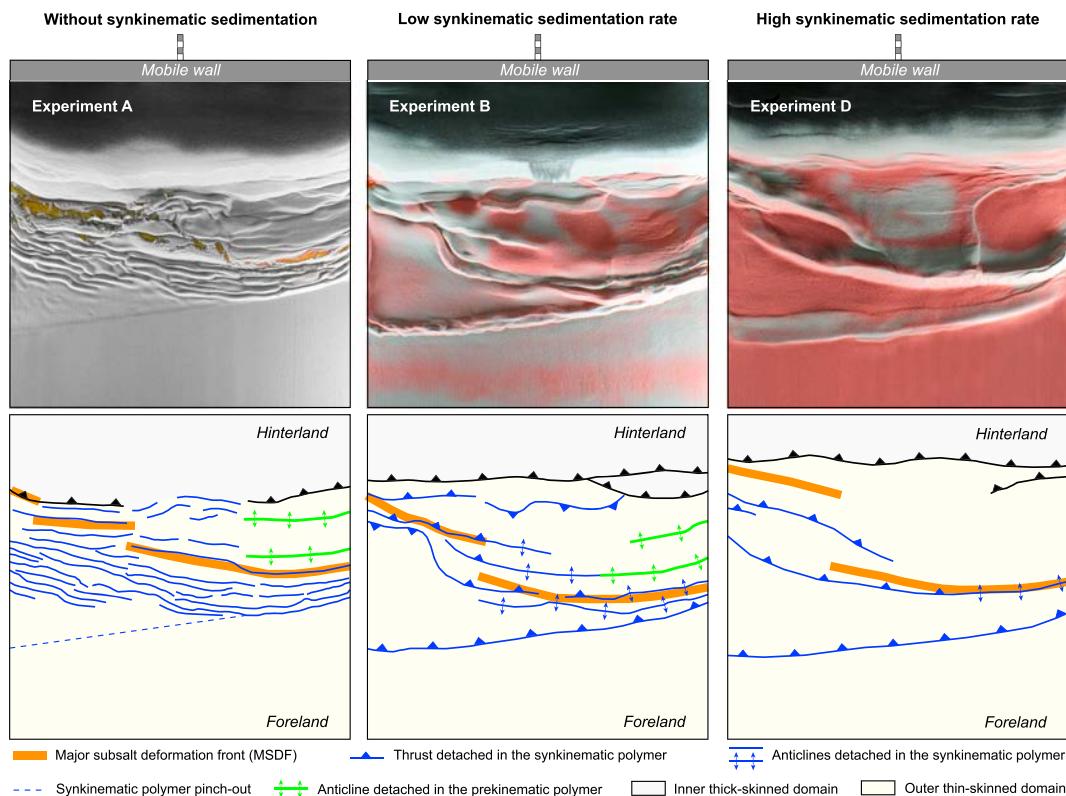 Without synkinematic sedimentation
Low synkinematic sedimentation rate
High synkinematic sedimentation rate
Mobile wall
Mobile wall
Mobile wall
Experiment A
Experiment B
Experiment D
Hinterland
Hinterland
Hinterland
Foreland
Foreland
Foreland
Major subsalt deformation front (MSDF)
Thrust detached in the synkinematic polymer
Anticlines detached in the synkinematic polymer
Synkinematic polymer pinch-out
Anticline detached in the prekinematic polymer
Inner thick-skinned domain
Outer thin-skinned domain